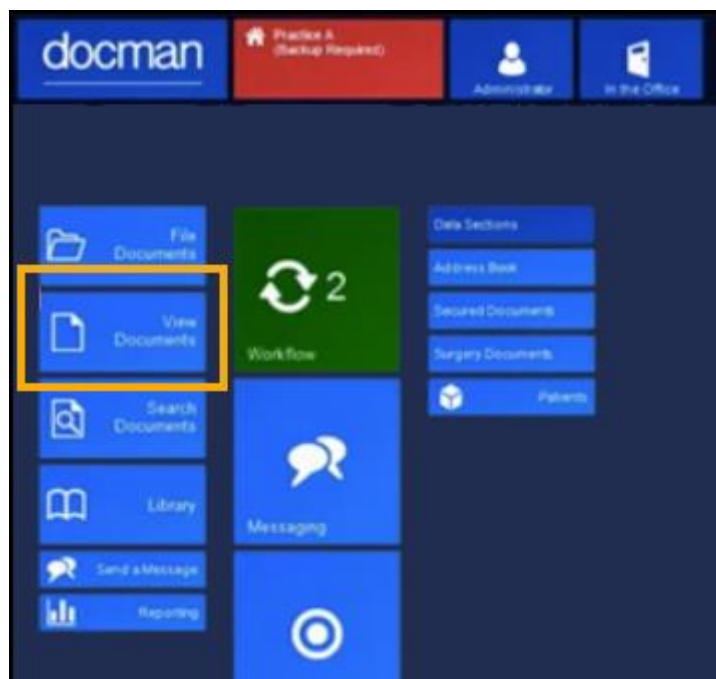 docman
Practice A
(Backup Required)
Administrator
In the Office
File
Documents
View
Documents
Search
Documents
Library
Send a Message
Reporting
2
Workflow
Messaging
Data Sections
Address Book
Secured Documents
Surgery Documents
Patients